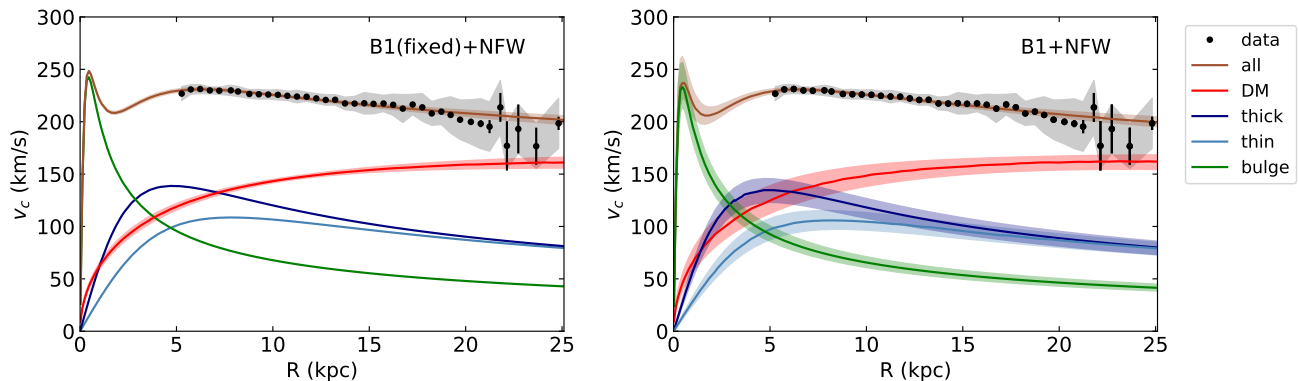 300
250
200
150
100
50
0
v_c (km/s)
B1(fixed)+NFW
0 5 10 15 20 25
R (kpc)
300
250
200
150
100
50
0
v_c (km/s)
B1+NFW
0 5 10 15 20 25
R (kpc)
data
all
DM
thick
thin
bulge